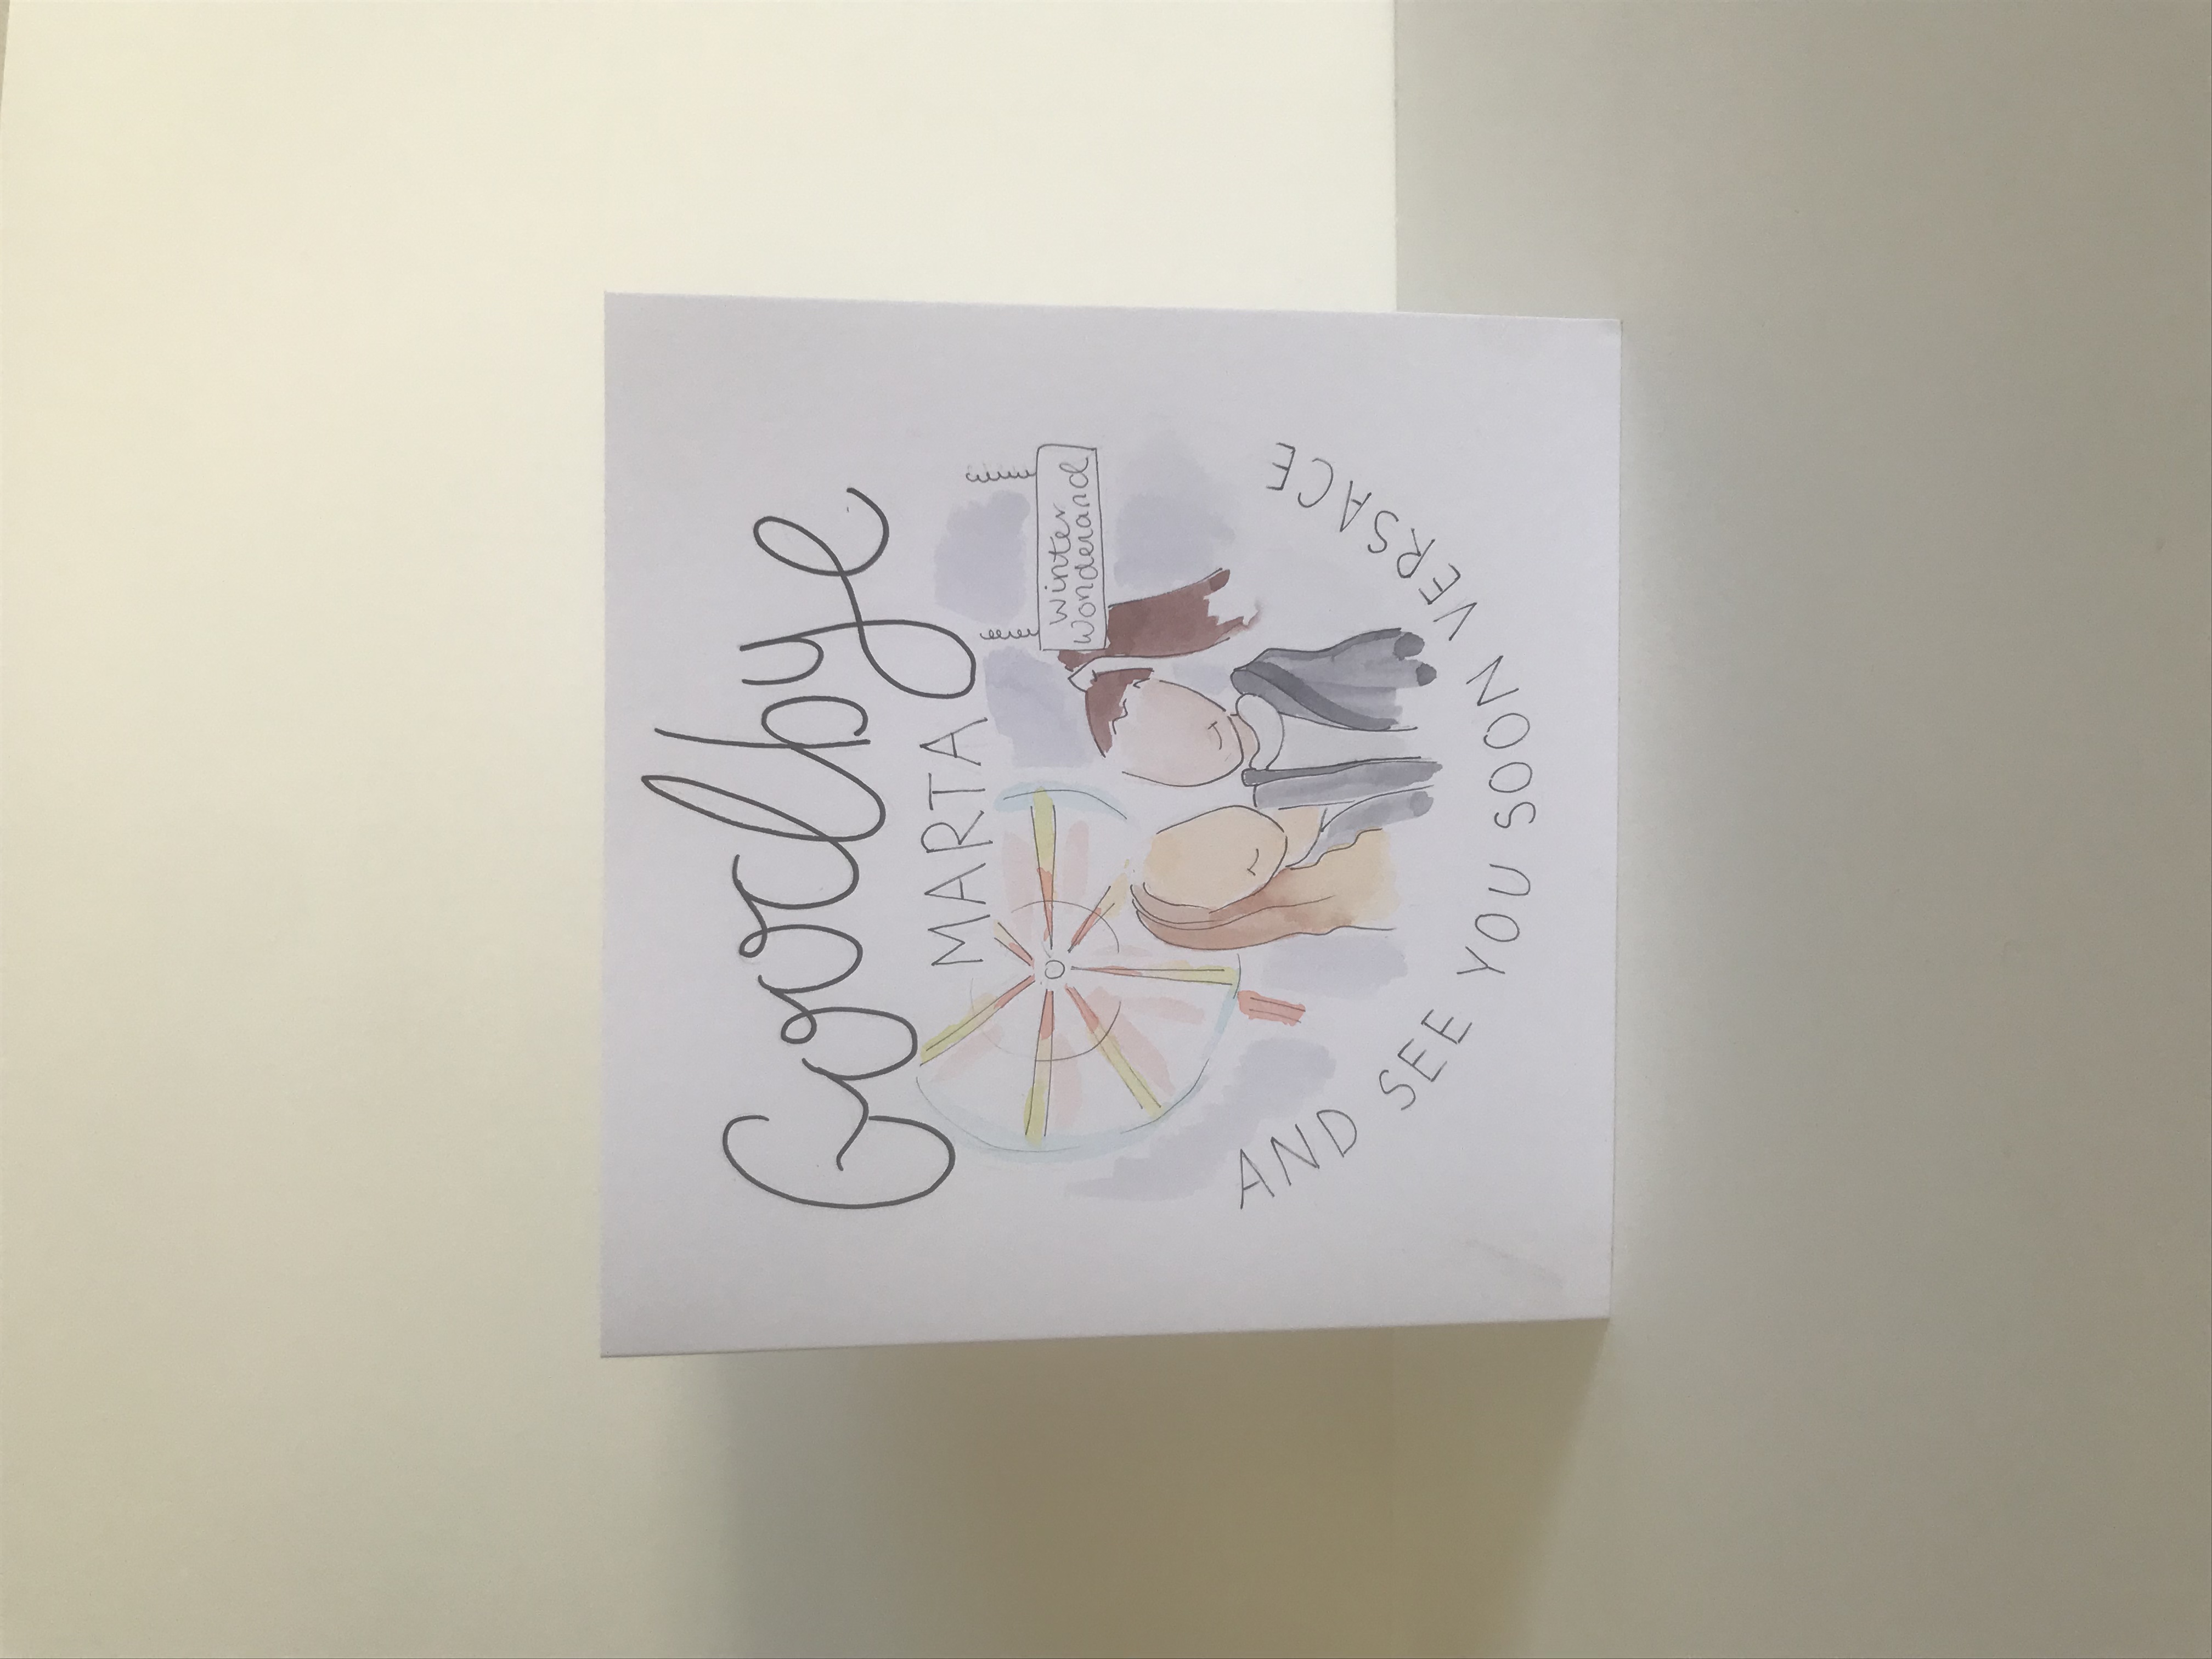 Goodbye
MARTA
Winter
Wonderand
AND SEE YOU SOON VERSACE